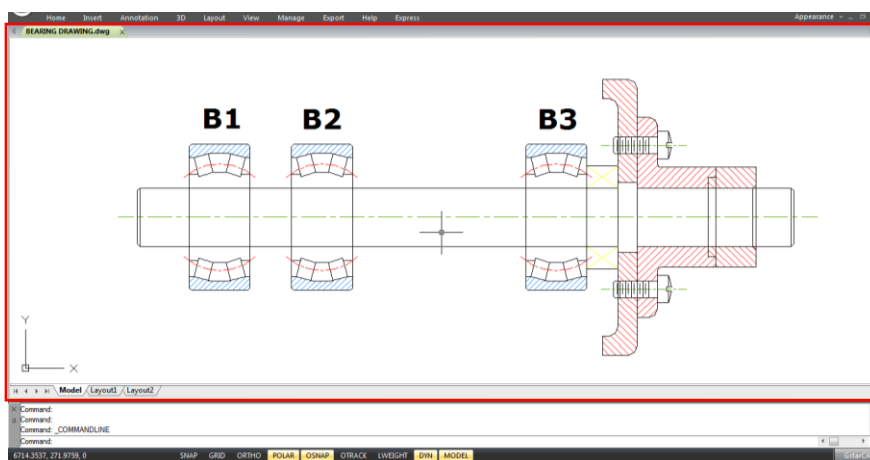 Home Insert Annotation 3D Layout View Manage Export Help Express Appearance
BEARING DRAWING.dwg
B1 B2 B3
Y
X
Model Layout1 Layout2
Command:
Command:
Command: _COMMANDLINE
Command:
6714.3537, 271.9759, 0 SNAP GRID ORTHO POLAR OSNAP OTRACK LWEIGHT DYN MODEL